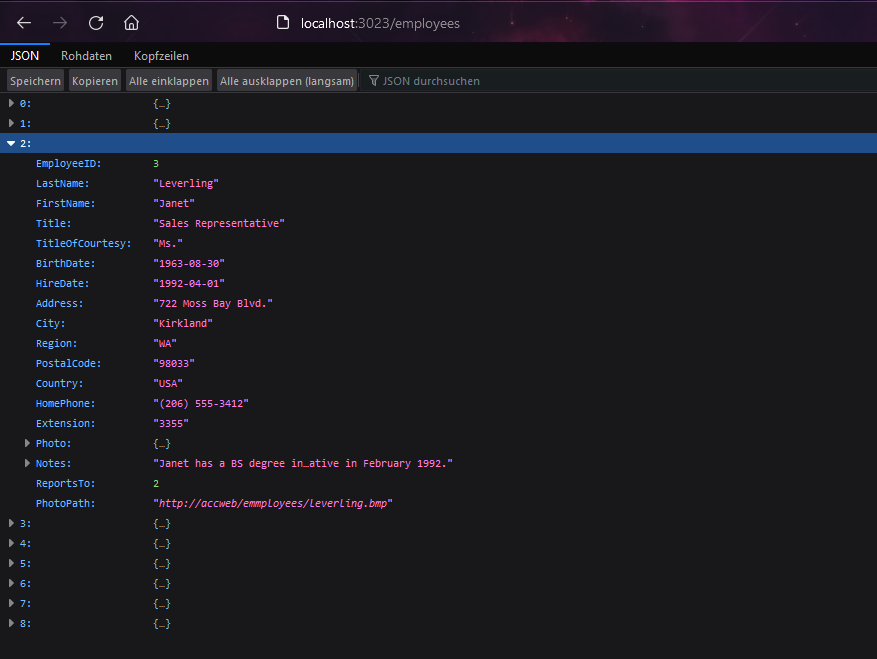 localhost:3023/employees
JSON Rohdaten Kopfzeilen
Speichern Kopieren Alle einklappen Alle ausklappen (langsam) JSON durchsuchen
0: {…}
1: {…}
2:
EmployeeID: 3
LastName: "Leverling"
FirstName: "Janet"
Title: "Sales Representative"
TitleOfCourtesy: "Ms."
BirthDate: "1963-08-30"
HireDate: "1992-04-01"
Address: "722 Moss Bay Blvd."
City: "Kirkland"
Region: "WA"
PostalCode: "98033"
Country: "USA"
HomePhone: "(206) 555-3412"
Extension: "3355"
Photo: {…}
Notes: "Janet has a BS degree in…ative in February 1992."
ReportsTo: 2
PhotoPath: "http://accweb/emmployees/leverling.bmp"
3: {…}
4: {…}
5: {…}
6: {…}
7: {…}
8: {…}